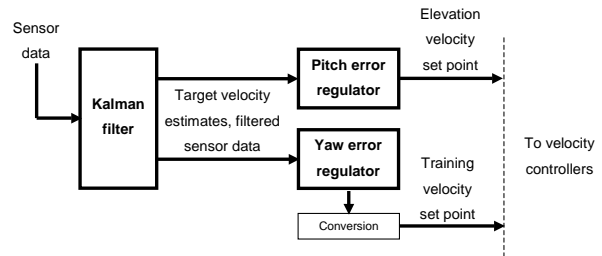 Sensor
data
Kalman
filter
Target velocity
estimates, filtered
sensor data
Pitch error
regulator
Yaw error
regulator
Conversion
Elevation
velocity
set point
Training
velocity
set point
To velocity
controllers